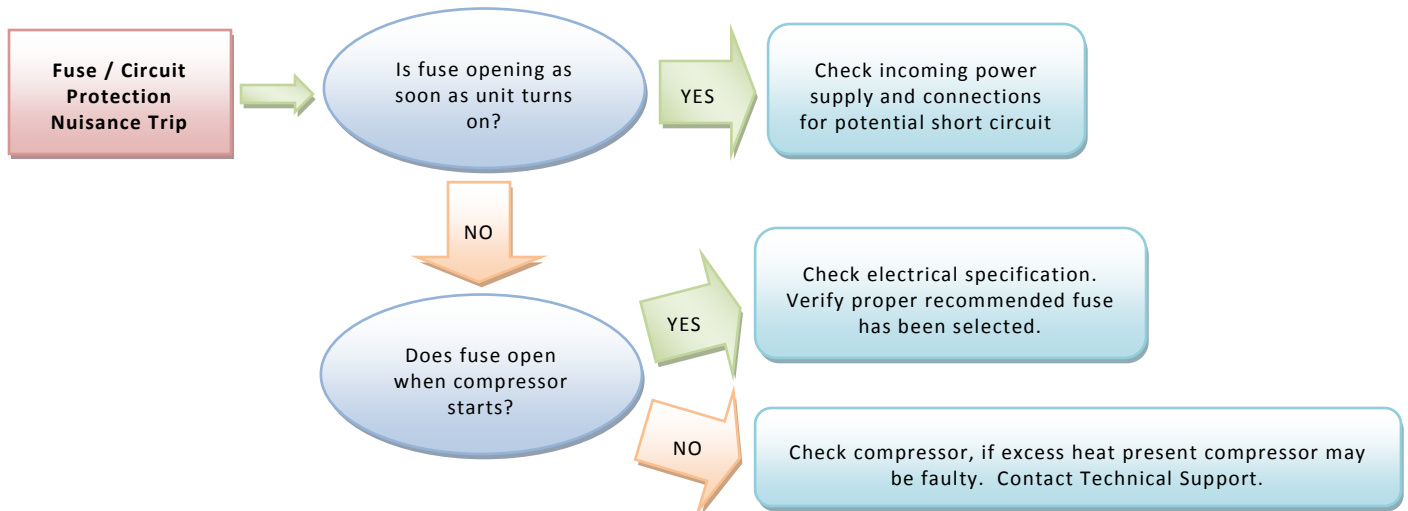 Fuse / Circuit
Protection
Nuisance Trip
Is fuse opening as
soon as unit turns
on?
YES
Check incoming power
supply and connections
for potential short circuit
NO
Does fuse open
when compressor
starts?
YES
Check electrical specification.
Verify proper recommended fuse
has been selected.
NO
Check compressor, if excess heat present compressor may
be faulty.  Contact Technical Support.